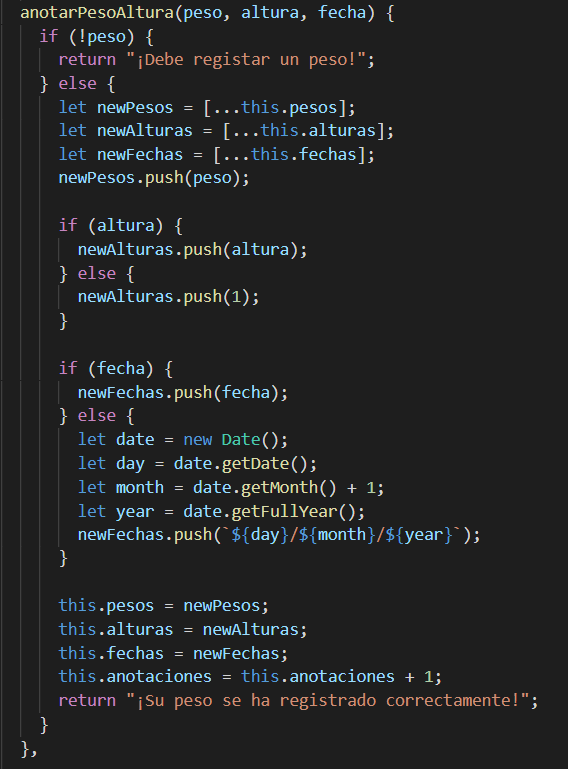 anotarPesoAltura(peso, altura, fecha) {
if (!peso) {
return "¡Debe registar un peso!";
} else {
let newPesos = [...this.pesos];
let newAlturas = [...this.alturas];
let newFechas = [...this.fechas];
newPesos.push(peso);
if (altura) {
newAlturas.push(altura);
} else {
newAlturas.push(1);
}
if (fecha) {
newFechas.push(fecha);
} else {
let date = new Date();
let day = date.getDate();
let month = date.getMonth() + 1;
let year = date.getFullYear();
newFechas.push(`${day}/${month}/${year}`);
}
this.pesos = newPesos;
this.alturas = newAlturas;
this.fechas = newFechas;
this.anotaciones = this.anotaciones + 1;
return "¡Su peso se ha registrado correctamente!";
}
},